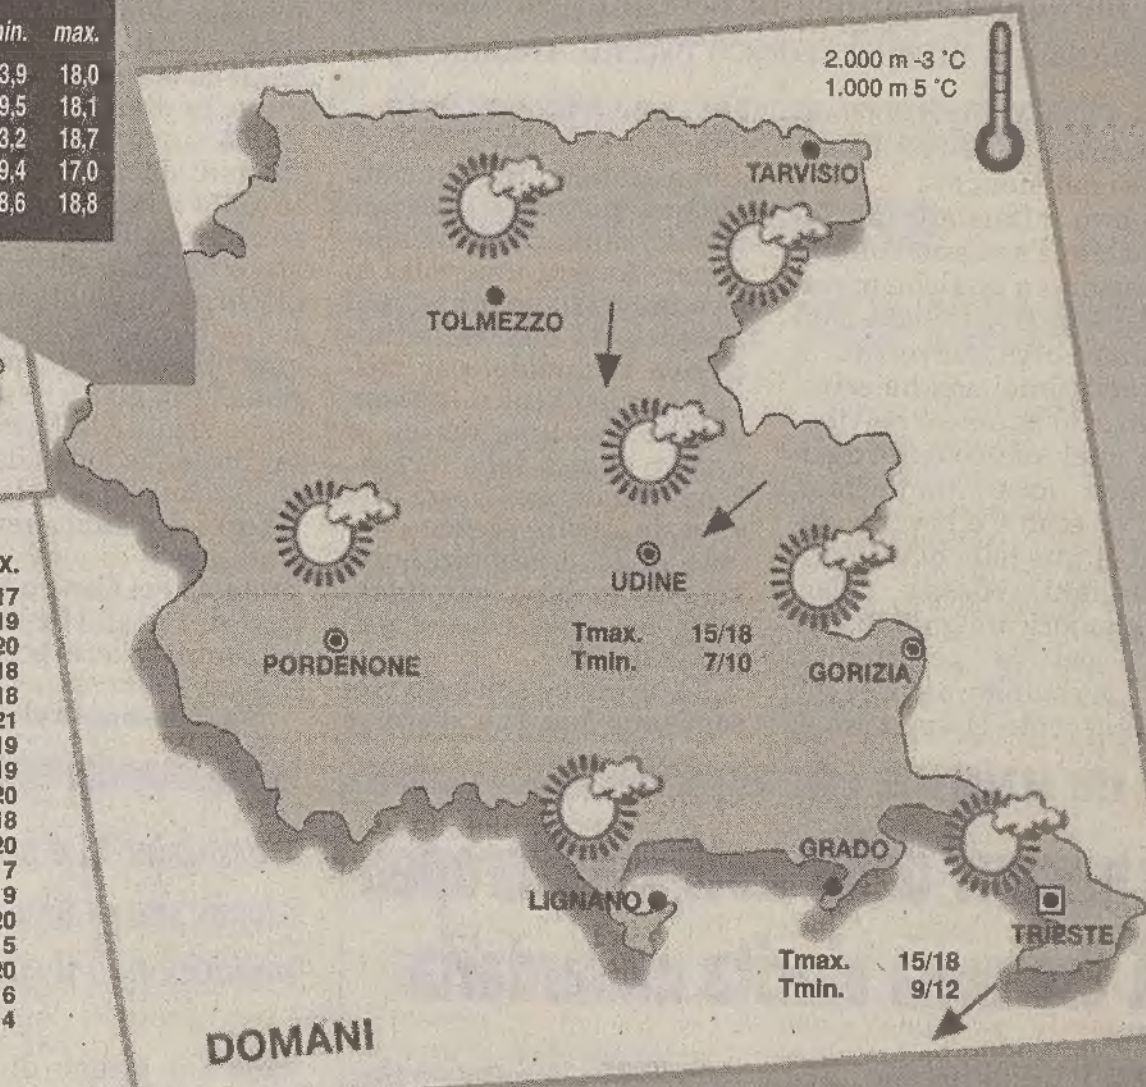 max.
18,0
9,5 18,1
3,2 18,7
9,4 17,0
8,6 18,8
2.000 m -3 °C
1.000 m 5 °C
TARVISIO
TOLMEZZO
UDINE
Tmax. 15/18
Tmin. 7/10
PORDENONE
GORIZIA
GRADO
LIGNANO
TRIESTE
Tmax. 15/18
Tmin. 9/12
DOMANI
17
19
20
18
18
21
19
19
20
18
20
7
9
20
5
20
6
4